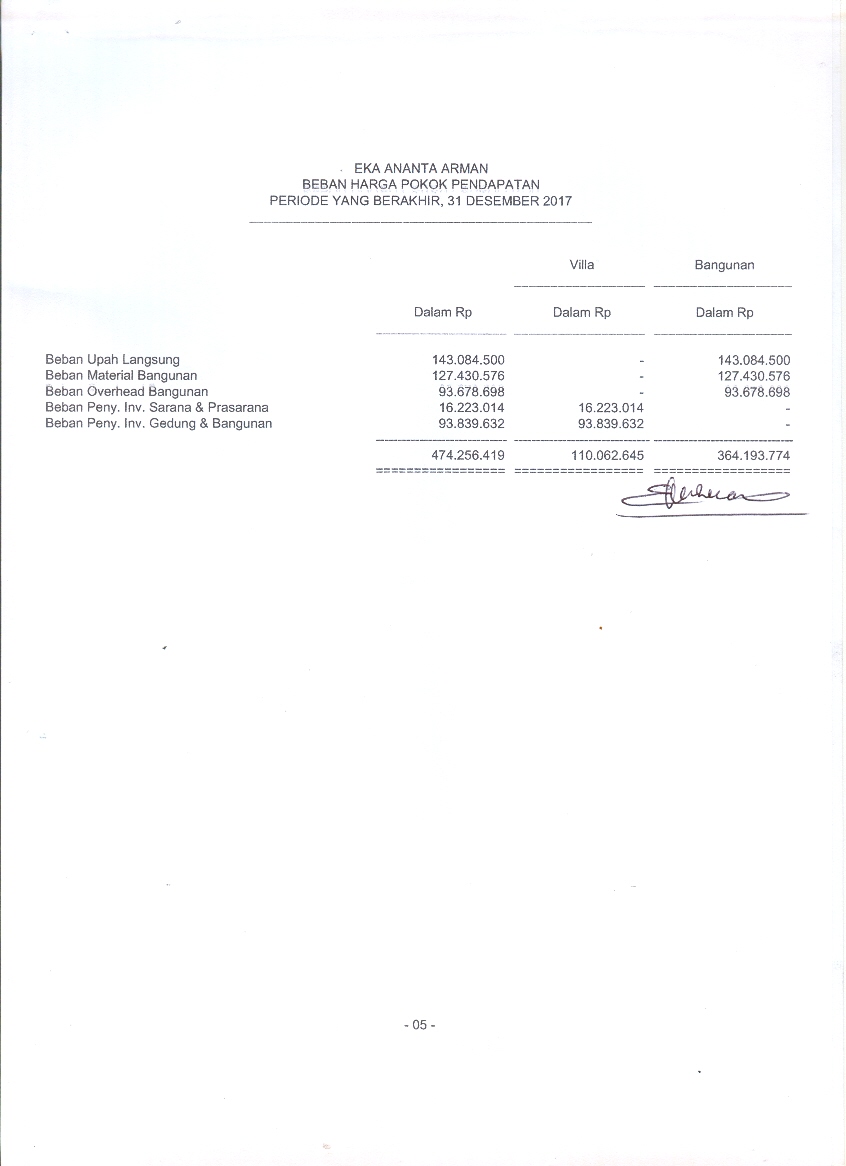 EKA ANANTA ARMAN
BEBAN HARGA POKOK PENDAPATAN
PERIODE YANG BERAKHIR, 31 DESEMBER 2017
Villa Bangunan
Dalam Rp Dalam Rp Dalam Rp
Beban Upah Langsung 143.084.500 - 143.084.500
Beban Material Bangunan 127.430.576 - 127.430.576
Beban Overhead Bangunan 93.678.698 - 93.678.698
Beban Peny. Inv. Sarana & Prasarana 16.223.014 16.223.014 -
Beban Peny. Inv. Gedung & Bangunan 93.839.632 93.839.632 -
474.256.419 110.062.645 364.193.774
- 05 -